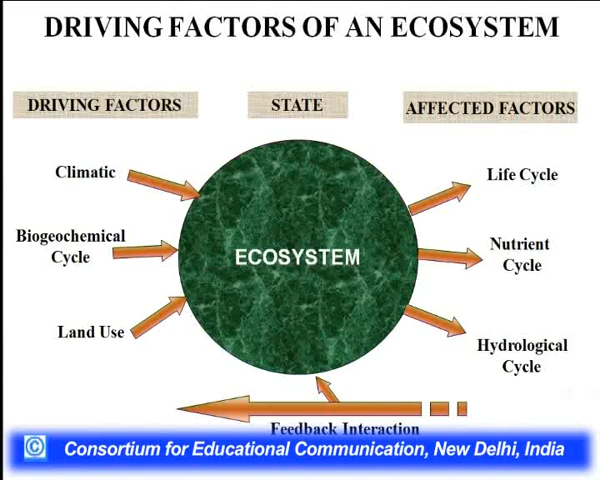 DRIVING FACTORS OF AN ECOSYSTEM
DRIVING FACTORS
STATE
AFFECTED FACTORS
Climatic
Biogeochemical
Cycle
Land Use
ECOSYSTEM
Life Cycle
Nutrient
Cycle
Hydrological
Cycle
Feedback Interaction
© Consortium for Educational Communication, New Delhi, India